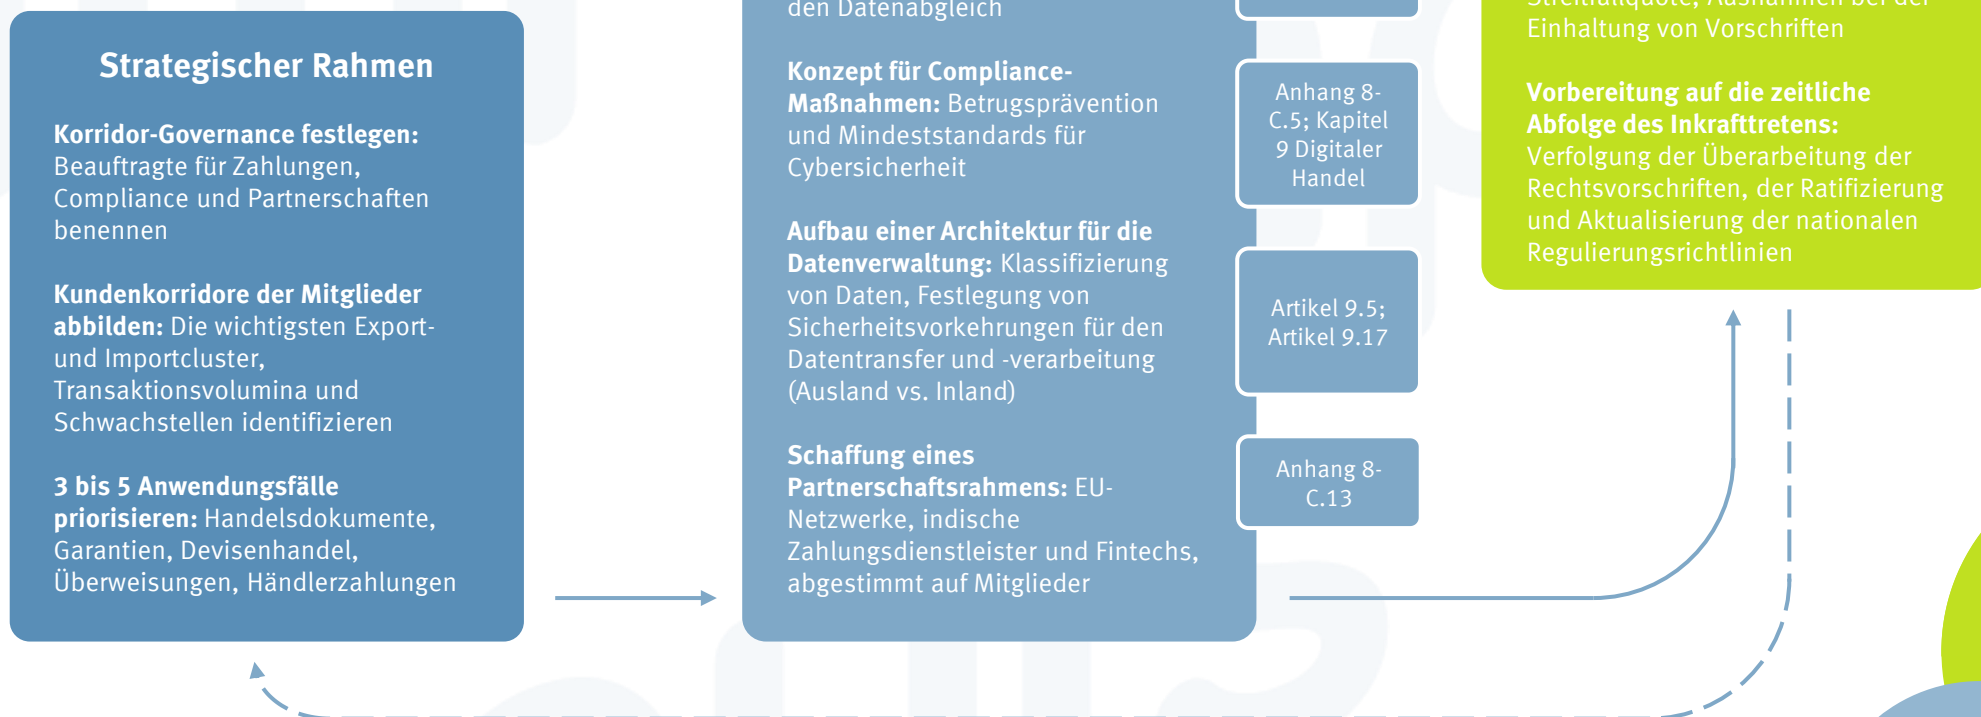 Strategischer Rahmen
Korridor-Governance festlegen:
Beauftragte für Zahlungen,
Compliance und Partnerschaften
benennen
Kundenkorridore der Mitglieder
abbilden: Die wichtigsten Export-
und Importcluster,
Transaktionsvolumina und
Schwachstellen identifizieren
3 bis 5 Anwendungsfälle
priorisieren: Handelsdokumente,
Garantien, Devisenhandel,
Überweisungen, Händlerzahlungen
den Datenabgleich
Konzept für Compliance-
Maßnahmen: Betrugsprävention
und Mindeststandards für
Cybersicherheit
Aufbau einer Architektur für die
Datenverwaltung: Klassifizierung
von Daten, Festlegung von
Sicherheitsvorkehrungen für den
Datentransfer und -verarbeitung
(Ausland vs. Inland)
Schaffung eines
Partnerschaftsrahmens: EU-
Netzwerke, indische
Zahlungsdienstleister und Fintechs,
abgestimmt auf Mitglieder
Anhang 8-
C.5; Kapitel
9 Digitaler
Handel
Artikel 9.5;
Artikel 9.17
Anhang 8-
C.13
Streitfallquote, Ausnahmen bei der
Einhaltung von Vorschriften
Vorbereitung auf die zeitliche
Abfolge des Inkrafttretens:
Verfolgung der Überarbeitung der
Rechtsvorschriften, der Ratifizierung
und Aktualisierung der nationalen
Regulierungsrichtlinien